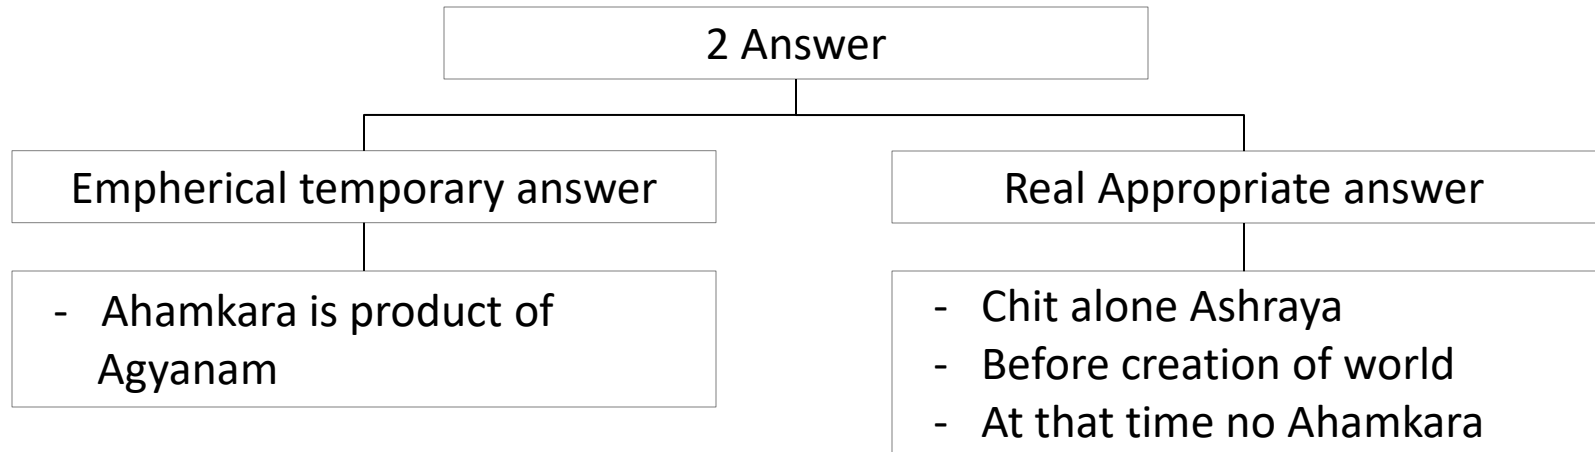 2 Answer
Empherical temporary answer
- Ahamkara is product of
Agyanam
Real Appropriate answer
- Chit alone Ashraya
- Before creation of world
- At that time no Ahamkara